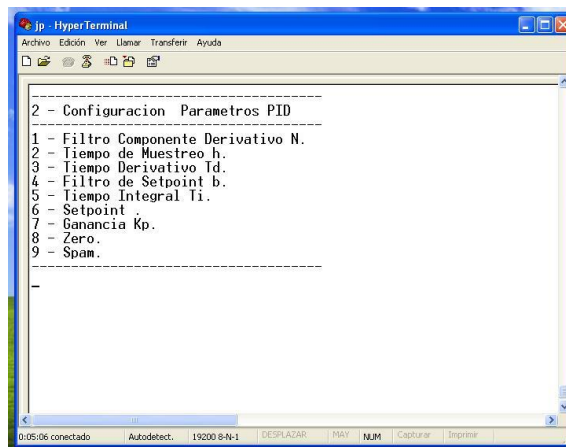 jp - HyperTerminal
Archivo Edición Ver Llamar Transferir Ayuda
2 - Configuracion Parametros PID
1 - Filtro Componente Derivativo N.
2 - Tiempo de Muestreo h.
3 - Tiempo Derivativo Td.
4 - Filtro de Setpoint b.
5 - Tiempo Integral Ti.
6 - Setpoint .
7 - Ganancia Kp.
8 - Zero.
9 - Spam.
0:05:06 conectado Autodetect. 19200 8-N-1 DESPLAZAR MAY NUM Capturar Imprimir